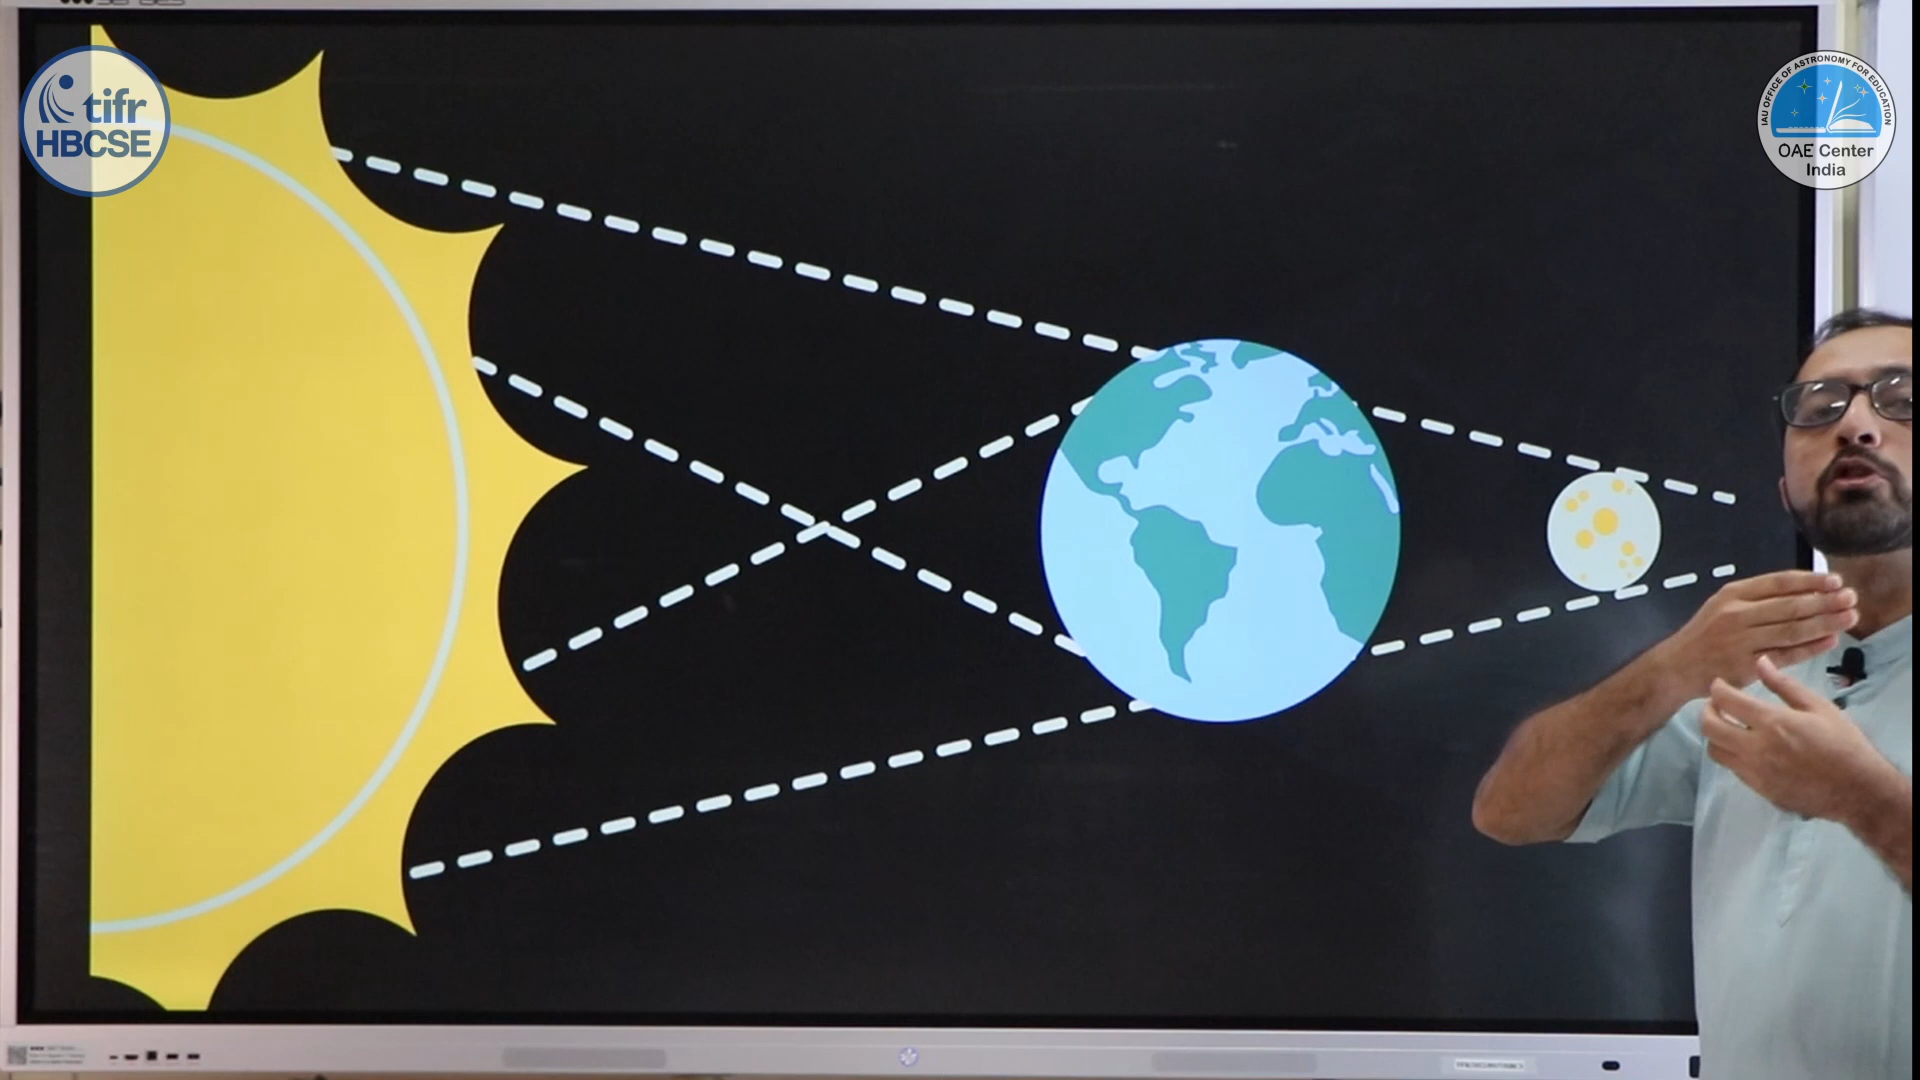 tifr
HBCSE
IAU OFFICE OF ASTRONOMY FOR EDUCATION
OAE Center
India